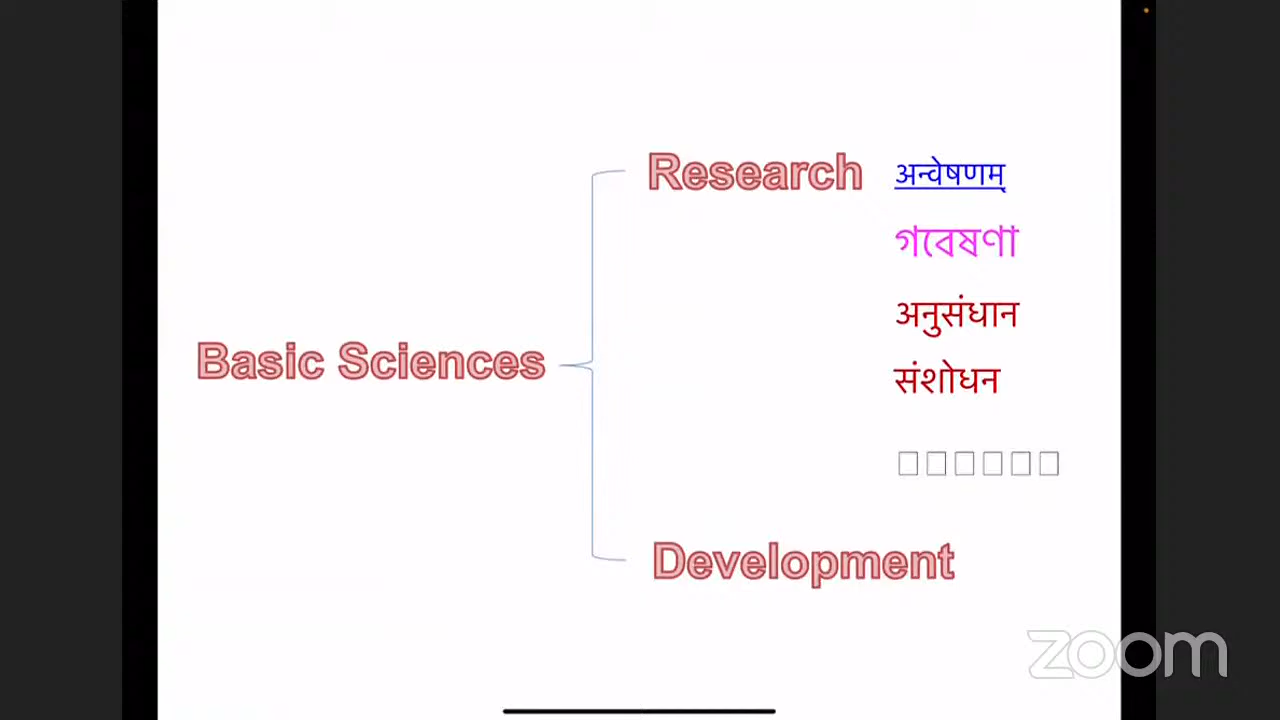 Research अन्वेषणम्
গবেষণা
अनुसंधान
Basic Sciences
संशोधन
Development
zoom